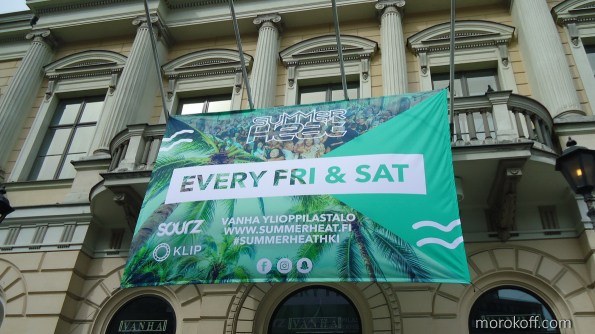 SUMMER
HEAT
EVERY FRI & SAT
SOURZ
KLIP
VANHA YLIOPPILASTALO
WWW.SUMMERHEAT.FI
#SUMMERHEATHKI
VANHA
VANHA
morokoff.com